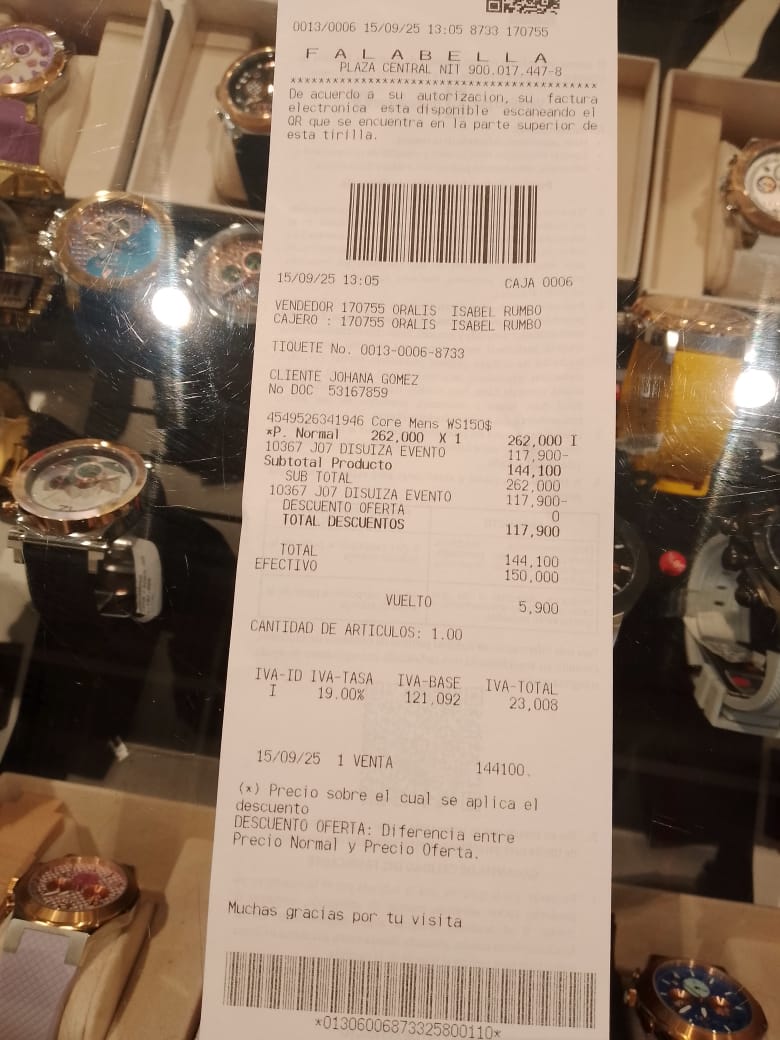 0013/0006 15/09/25 13:05 8733 170755
FALABELLA
PLAZA CENTRAL NIT 900.017.447-8
************************************************
De acuerdo a su autorizacion, su factura
electronica esta disponible escaneando el
QR que se encuentra en la parte superior de
esta tirilla.
15/09/25 13:05 CAJA 0006
VENDEDOR 170755 ORALIS ISABEL RUMBO
CAJERO : 170755 ORALIS ISABEL RUMBO
TIQUETE No. 0013-0006-8733
CLIENTE JOHANA GOMEZ
No DOC 53167859
4549526341946 Core Mens WS150$
*P. Normal 262,000 X 1 262,000 I
10367 J07 DISUIZA EVENTO 117,900-
Subtotal Producto 144,100
SUB TOTAL 262,000
10367 J07 DISUIZA EVENTO 117,900-
DESCUENTO OFERTA 0
TOTAL DESCUENTOS 117,900
TOTAL 144,100
EFECTIVO 150,000
VUELTO 5,900
CANTIDAD DE ARTICULOS: 1.00
IVA-ID IVA-TASA IVA-BASE IVA-TOTAL
I 19.00% 121,092 23,008
15/09/25 1 VENTA 144100.
(*) Precio sobre el cual se aplica el
descuento
DESCUENTO OFERTA: Diferencia entre
Precio Normal y Precio Oferta.
Muchas gracias por tu visita
*01306006873325800110*